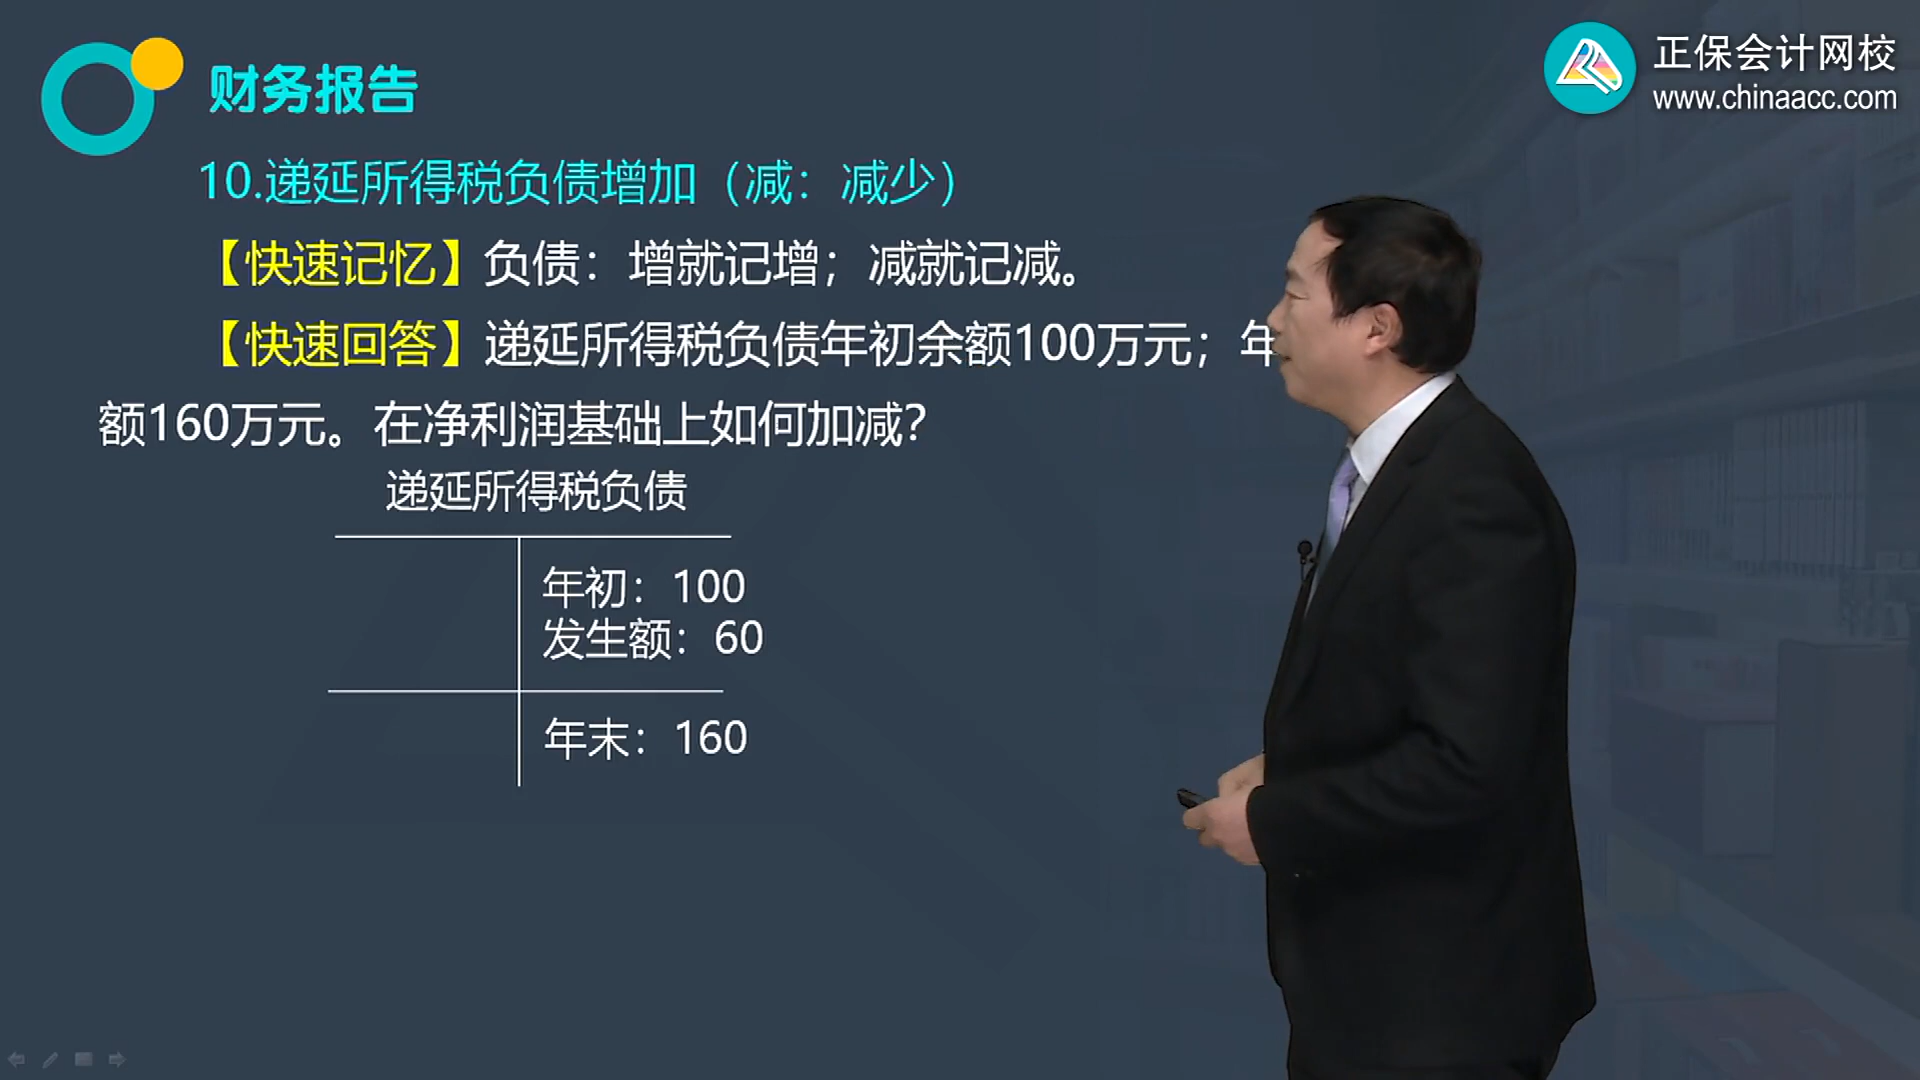 财务报告
正保会计网校
www.chinaacc.com
10.递延所得税负债增加（减：减少）
【快速记忆】负债：增就记增；减就记减。
【快速回答】递延所得税负债年初余额100万元；年
额160万元。在净利润基础上如何加减？
递延所得税负债
年初：100
发生额：60
年末：160